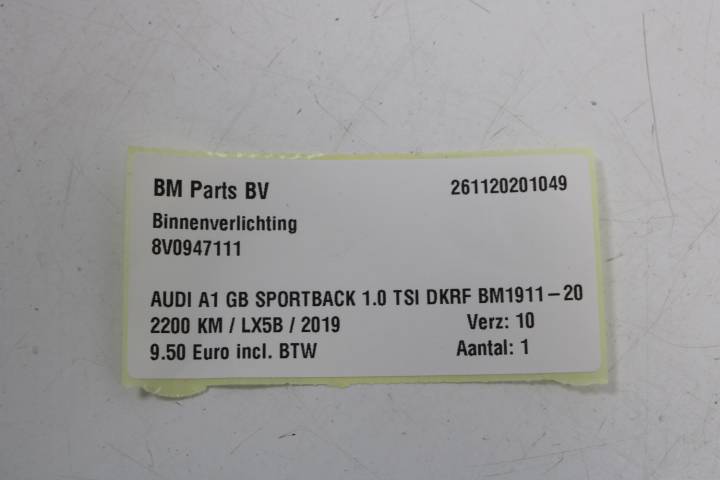 BM Parts BV 261120201049
Binnenverlichting
8V0947111
AUDI A1 GB SPORTBACK 1.0 TSI DKRF BM1911-20
2200 KM / LX5B / 2019 Verz: 10
9.50 Euro incl. BTW Aantal: 1